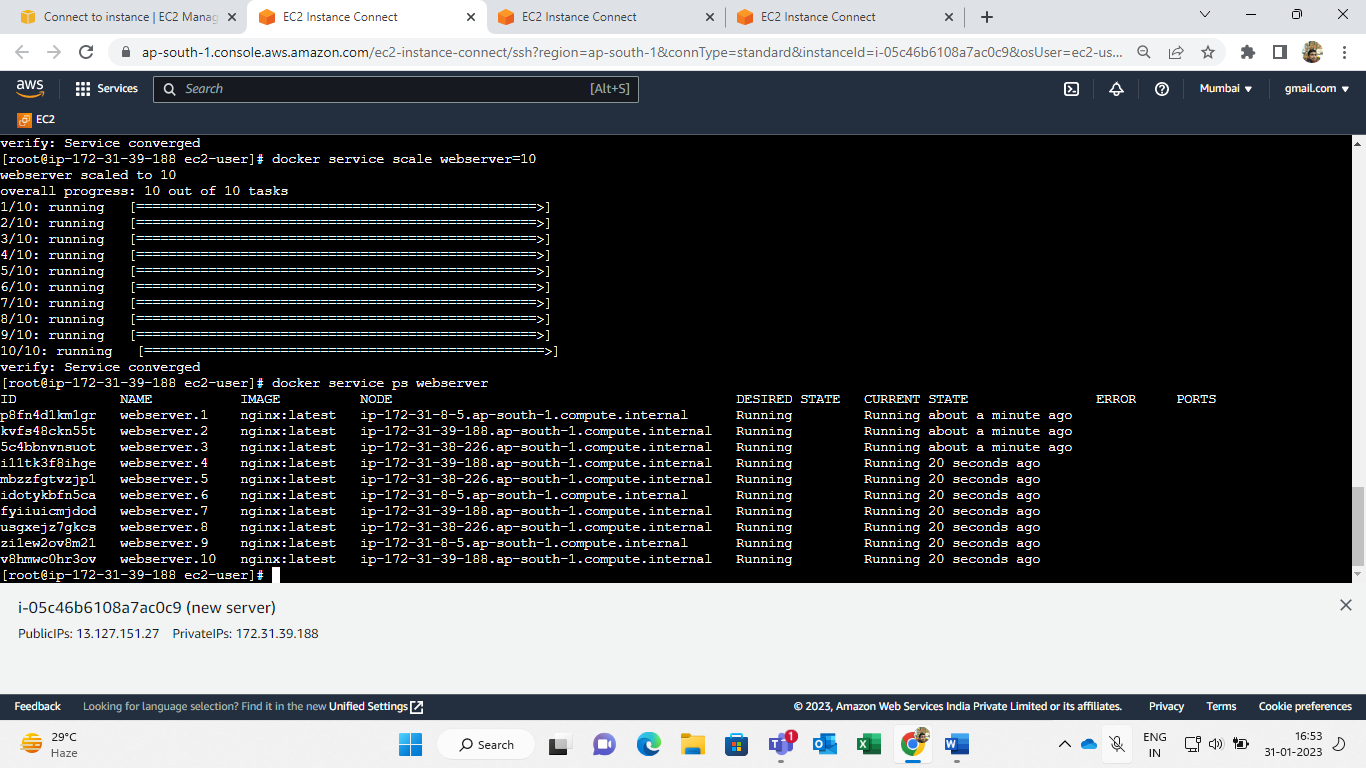 Connect to instance | EC2 Manag
EC2 Instance Connect
EC2 Instance Connect
EC2 Instance Connect
ap-south-1.console.aws.amazon.com/ec2-instance-connect/ssh?region=ap-south-1&connType=standard&instanceId=i-05c46b6108a7ac0c9&osUser=ec2-us...
aws
Services
Search
[Alt+S]
Mumbai
gmail.com
EC2
verify: Service converged
[root@ip-172-31-39-188 ec2-user]# docker service scale webserver=10
webserver scaled to 10
overall progress: 10 out of 10 tasks
1/10: running [==================================================>]
2/10: running [==================================================>]
3/10: running [==================================================>]
4/10: running [==================================================>]
5/10: running [==================================================>]
6/10: running [==================================================>]
7/10: running [==================================================>]
8/10: running [==================================================>]
9/10: running [==================================================>]
10/10: running [==================================================>]
verify: Service converged
[root@ip-172-31-39-188 ec2-user]# docker service ps webserver
ID NAME IMAGE NODE DESIRED STATE CURRENT STATE ERROR PORTS
p8fn4d1km1gr webserver.1 nginx:latest ip-172-31-8-5.ap-south-1.compute.internal Running Running about a minute ago
kvfs48ckn55t webserver.2 nginx:latest ip-172-31-39-188.ap-south-1.compute.internal Running Running about a minute ago
5c4bbnvnsuot webserver.3 nginx:latest ip-172-31-38-226.ap-south-1.compute.internal Running Running about a minute ago
i11tk3f8ihge webserver.4 nginx:latest ip-172-31-39-188.ap-south-1.compute.internal Running Running 20 seconds ago
mbzzfgtvzjp1 webserver.5 nginx:latest ip-172-31-38-226.ap-south-1.compute.internal Running Running 20 seconds ago
idotykbfn5ca webserver.6 nginx:latest ip-172-31-8-5.ap-south-1.compute.internal Running Running 20 seconds ago
fyiiuicmjdod webserver.7 nginx:latest ip-172-31-39-188.ap-south-1.compute.internal Running Running 20 seconds ago
usgxejz7gkcs webserver.8 nginx:latest ip-172-31-38-226.ap-south-1.compute.internal Running Running 20 seconds ago
zi1ew2ov8m21 webserver.9 nginx:latest ip-172-31-8-5.ap-south-1.compute.internal Running Running 20 seconds ago
v8hmwc0hr3ov webserver.10 nginx:latest ip-172-31-39-188.ap-south-1.compute.internal Running Running 20 seconds ago
[root@ip-172-31-39-188 ec2-user]#
i-05c46b6108a7ac0c9 (new server)
PublicIPs: 13.127.151.27 PrivateIPs: 172.31.39.188
Feedback
Looking for language selection? Find it in the new Unified Settings
© 2023, Amazon Web Services India Private Limited or its affiliates.
Privacy
Terms
Cookie preferences
29°C
Haze
Search
1
ENG
IN
16:53
31-01-2023